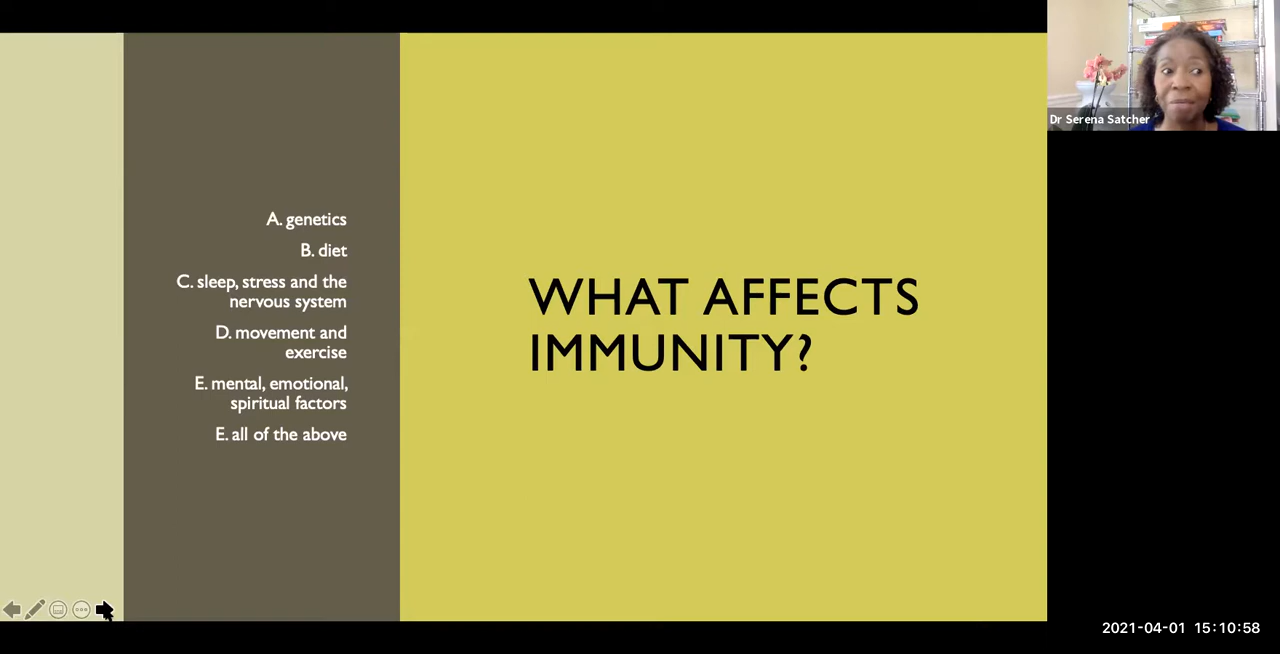 A. genetics
B. diet
C. sleep, stress and the
nervous system
D. movement and
exercise
E. mental, emotional,
spiritual factors
E. all of the above
WHAT AFFECTS
IMMUNITY?
Dr Serena Satcher
2021-04-01 15:10:58